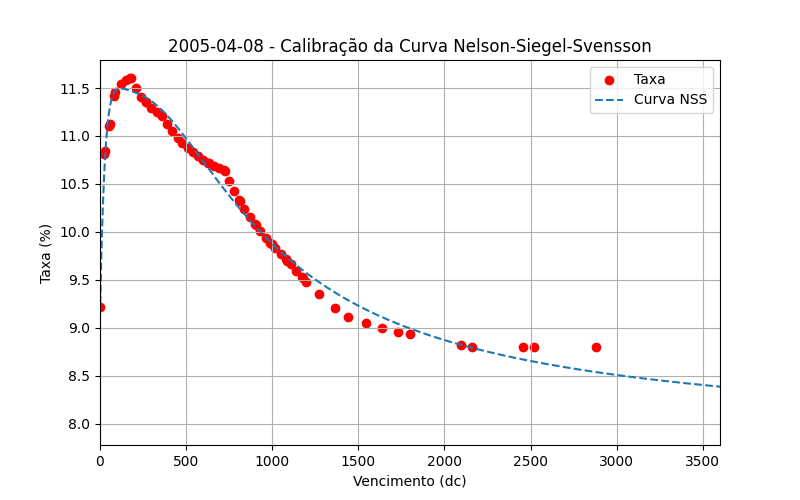 2005-04-08 - Calibração da Curva Nelson-Siegel-Svensson
Taxa
Curva NSS
Taxa (%)
11.5
11.0
10.5
10.0
9.5
9.0
8.5
8.0
0 500 1000 1500 2000 2500 3000 3500
Vencimento (dc)